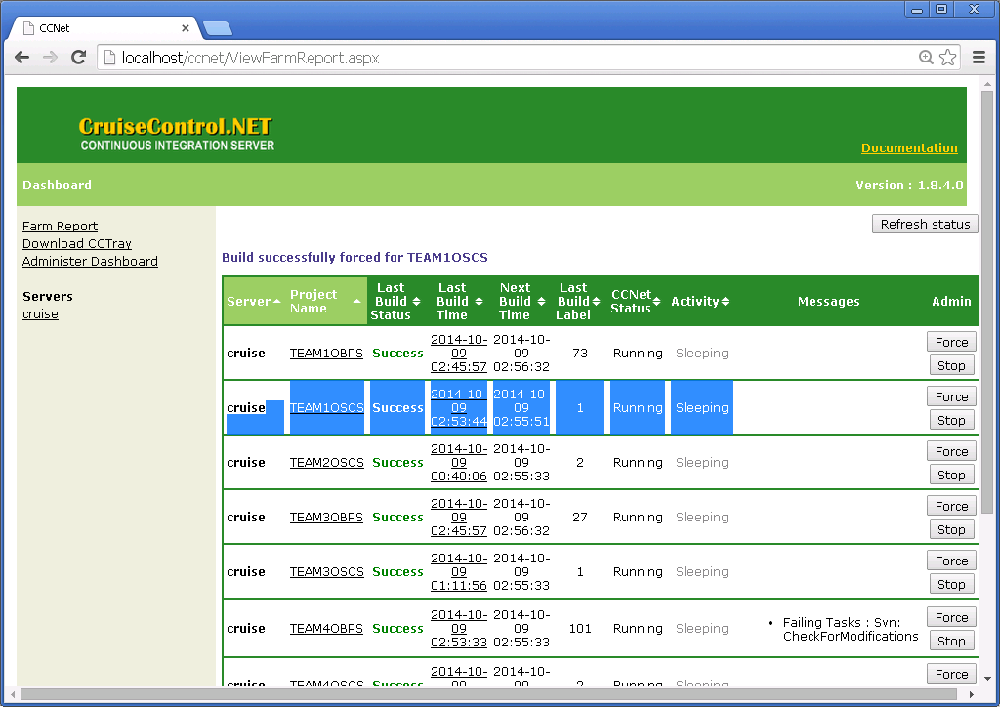 CCNet
localhost/ccnet/ViewFarmReport.aspx
CruiseControl.NET
CONTINUOUS INTEGRATION SERVER
Documentation
Dashboard
Version : 1.8.4.0
Farm Report
Download CCTray
Administer Dashboard
Servers
cruise
Refresh status
Build successfully forced for TEAM1OSCS
Server
Project
Name
Last
Build
Status
Last
Build
Time
Next
Build
Time
Last
Build
Label
CCNet
Status
Activity
Messages
Admin
cruise
TEAM1OBPS
Success
2014-10-
09
02:45:57
2014-10-
09
02:56:32
73
Running
Sleeping
Force
Stop
cruise
TEAM1OSCS
Success
2014-10-
09
02:53:44
2014-10-
09
02:55:51
1
Running
Sleeping
Force
Stop
cruise
TEAM2OSCS
Success
2014-10-
09
00:40:06
2014-10-
09
02:55:33
2
Running
Sleeping
Force
Stop
cruise
TEAM3OBPS
Success
2014-10-
09
02:45:57
2014-10-
09
02:56:32
27
Running
Sleeping
Force
Stop
cruise
TEAM3OSCS
Success
2014-10-
09
01:11:56
2014-10-
09
02:55:33
1
Running
Sleeping
Force
Stop
cruise
TEAM4OBPS
Success
2014-10-
09
02:53:33
2014-10-
09
02:55:33
101
Running
Sleeping
• Failing Tasks : Svn:
CheckForModifications
Force
Stop
cruise
TEAM4OSCS
Success
2014-10-
09
2014-10-
09
2
Running
Sleeping
Force